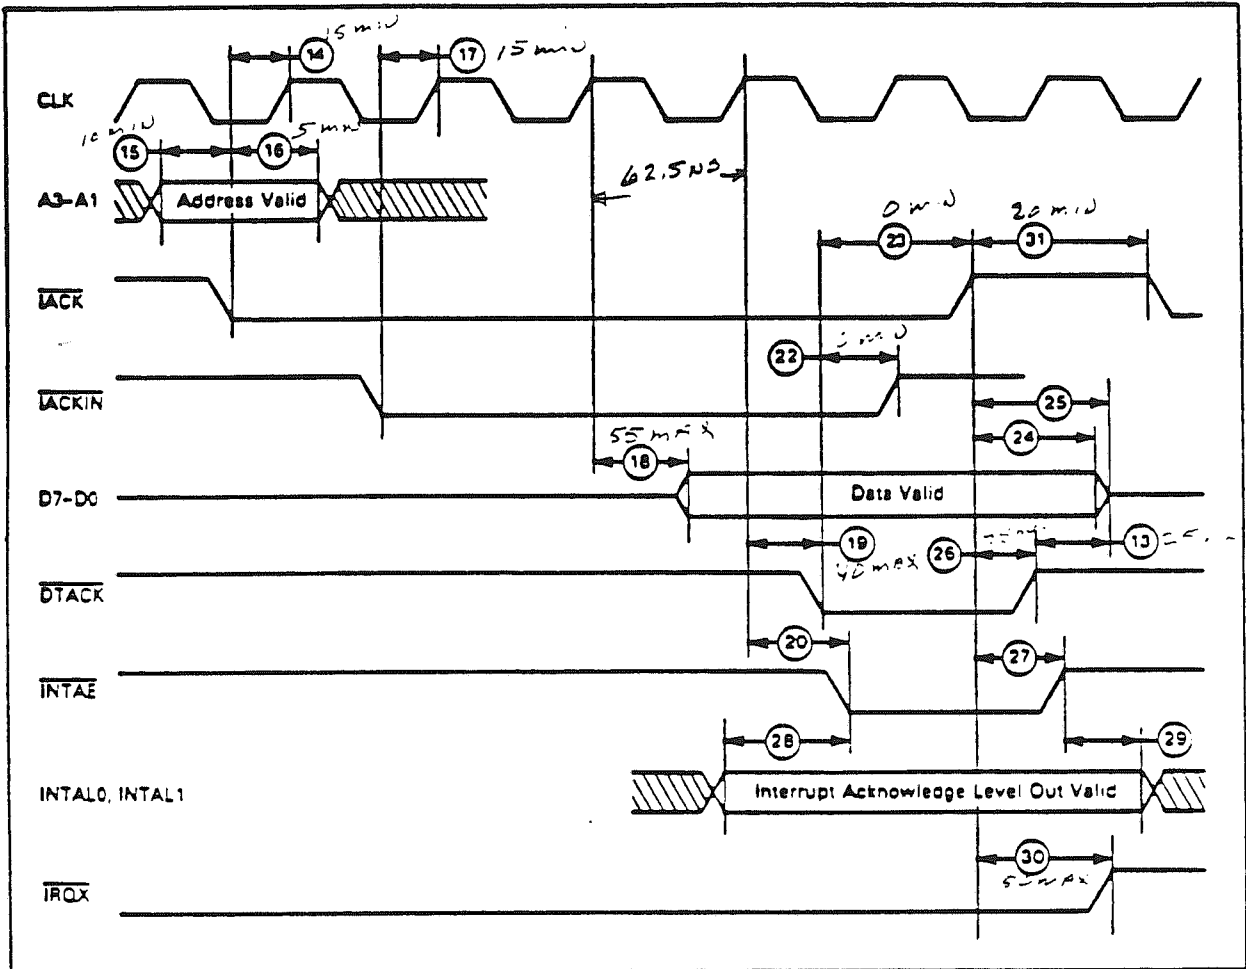 15 min
14
17
15 min
CLK
10 min
5 min
15
16
62.5NS
A3-A1
Address Valid
0 min
20 min
23
31
IACK
22
IACKIN
25
55 max
24
18
D7-D0
Data Valid
19
26
13
40 max
DTACK
20
27
INTAE
28
29
INTAL0, INTAL1
Interrupt Acknowledge Level Out Valid
30
max
IRQX